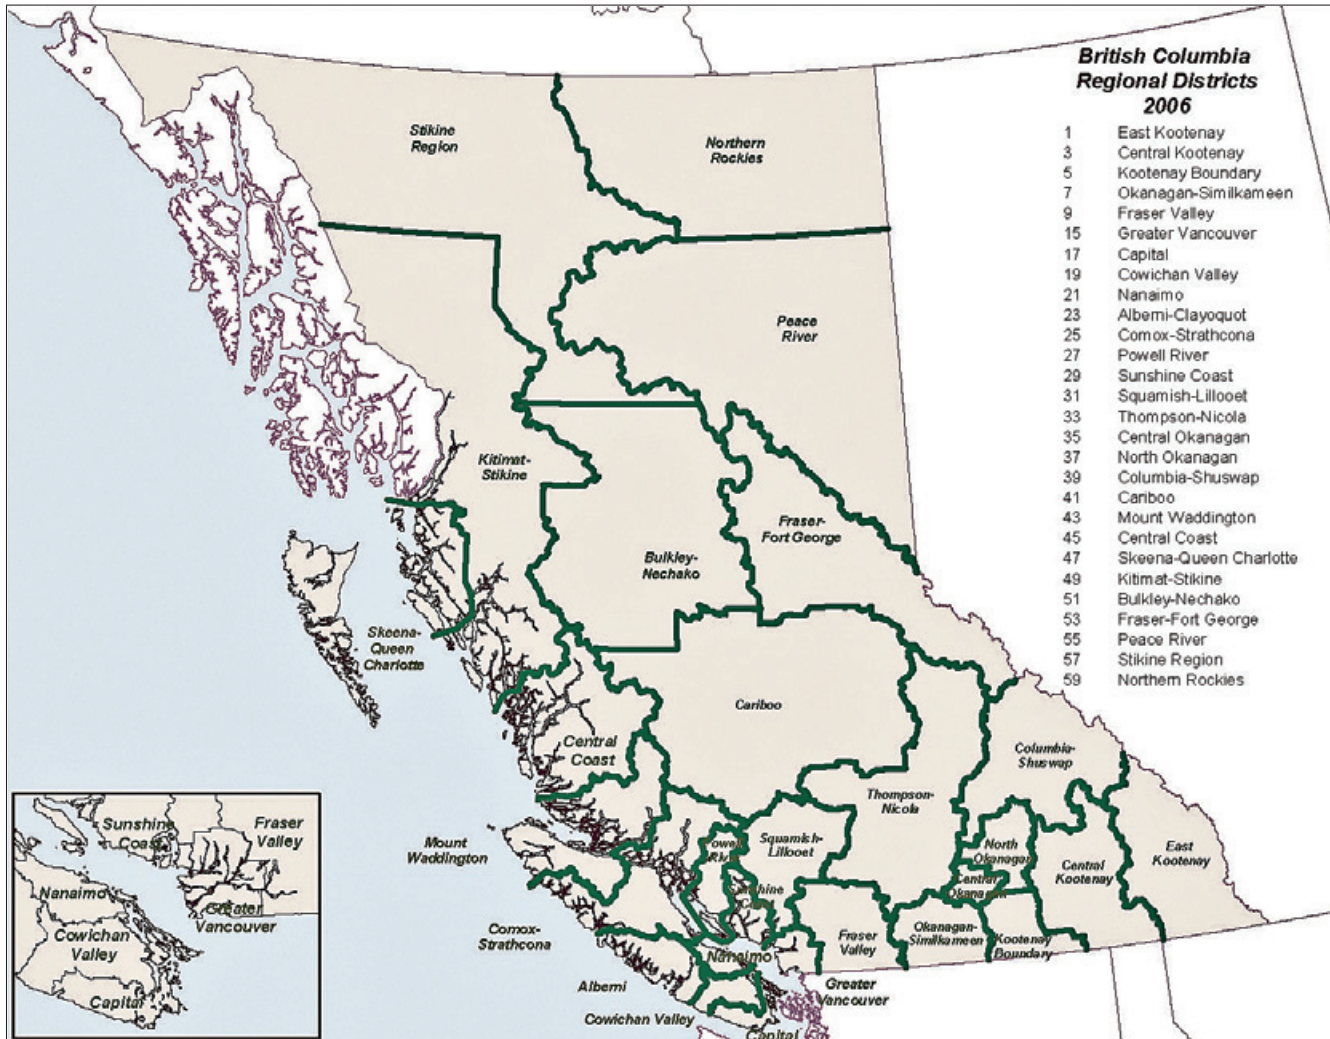 British Columbia
Regional Districts
2006
1 East Kootenay
3 Central Kootenay
5 Kootenay Boundary
7 Okanagan-Similkameen
9 Fraser Valley
15 Greater Vancouver
17 Capital
19 Cowichan Valley
21 Nanaimo
23 Alberni-Clayoquot
25 Comox-Strathcona
27 Powell River
29 Sunshine Coast
31 Squamish-Lillooet
33 Thompson-Nicola
35 Central Okanagan
37 North Okanagan
39 Columbia-Shuswap
41 Cariboo
43 Mount Waddington
45 Central Coast
47 Skeena-Queen Charlotte
49 Kitimat-Stikine
51 Bulkley-Nechako
53 Fraser-Fort George
55 Peace River
57 Stikine Region
59 Northern Rockies
Stikine
Region
Northern
Rockies
Peace
River
Kitimat-
Stikine
Fraser-
Fort George
Bulkley-
Nechako
Skeena-
Queen
Charlotte
Cariboo
Central
Coast
Columbia-
Shuswap
Thompson-
Nicola
Mount
Waddington
Powell
River
Squamish-
Lillooet
North
Okanagan
Central
Okanagan
Central
Kootenay
East
Kootenay
Sunshine
Coast
Comox-
Strathcona
Nanaimo
Fraser
Valley
Okanagan-
Similkameen
Kootenay
Boundary
Alberni
Greater
Vancouver
Cowichan Valley
Capital
Sunshine
Coast
Fraser
Valley
Nanaimo
Greater
Vancouver
Cowichan
Valley
Capital